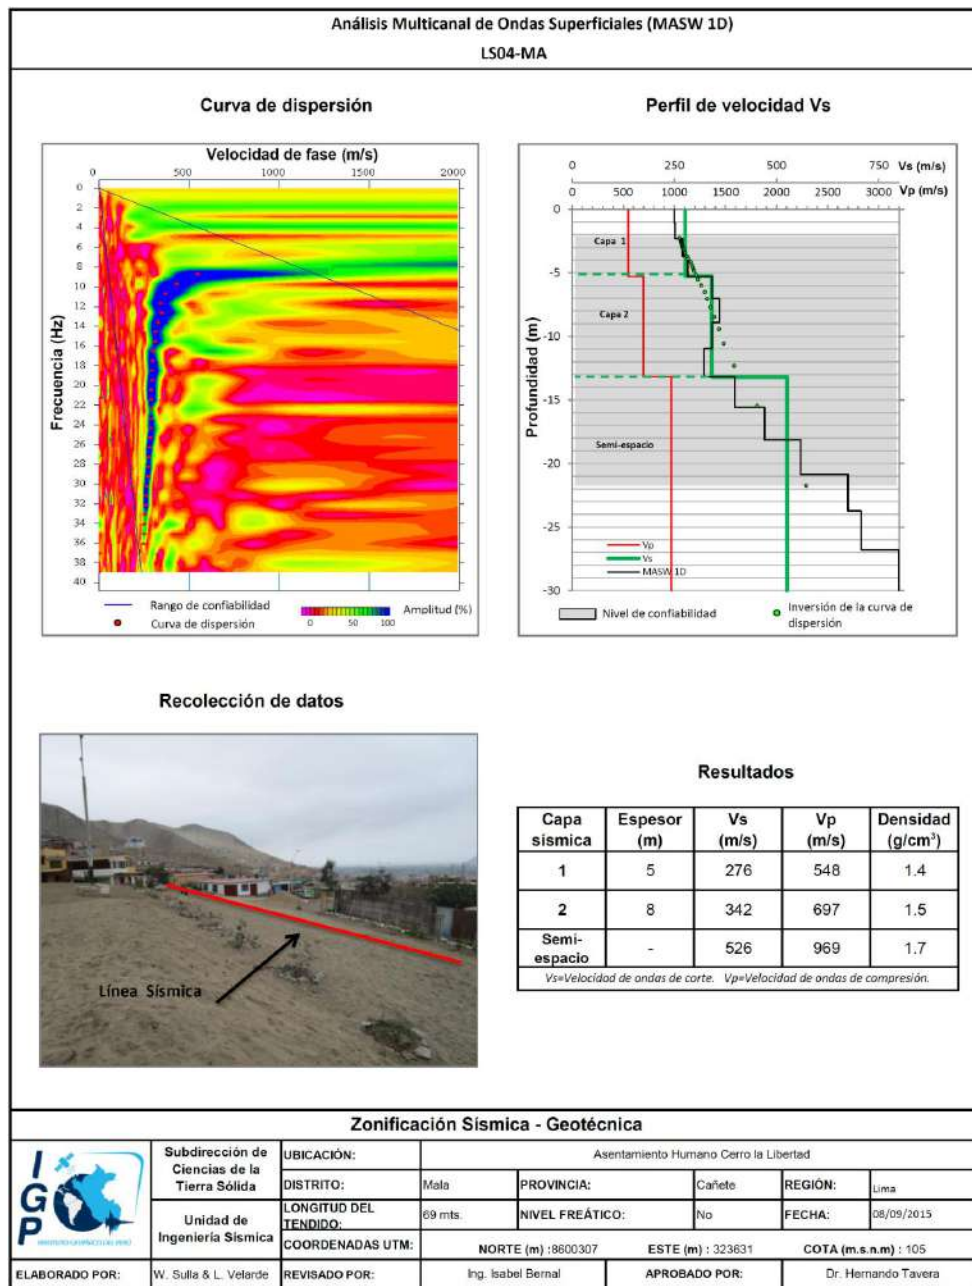 Análisis Multicanal de Ondas Superficiales (MASW 1D)
LS04-MA
Curva de dispersión
Velocidad de fase (m/s)
0 500 1000 1500 2000
Frecuencia (Hz)
0
2
4
6
8
10
12
14
16
18
20
22
24
26
28
30
32
34
36
38
40
Rango de confiabilidad
Curva de dispersión
Amplitud (%)
0 50 100
Perfil de velocidad Vs
0 250 500 750 Vs (m/s)
0 500 1000 1500 2000 2500 3000 Vp (m/s)
Profundidad (m)
0
-5
-10
-15
-20
-25
-30
Capa 1
Capa 2
Semi-espacio
Vp
Vs
MASW 1D
Nivel de confiabilidad
Inversión de la curva de
dispersión
Recolección de datos
Línea Sísmica
Resultados
Capa sísmica Espesor (m) Vs (m/s) Vp (m/s) Densidad (g/cm³)
1 5 276 548 1.4
2 8 342 697 1.5
Semi-espacio - 526 969 1.7
Vs=Velocidad de ondas de corte. Vp=Velocidad de ondas de compresión.
Zonificación Sísmica - Geotécnica
IGP
INSTITUTO GEOFÍSICO DEL PERÚ
Subdirección de
Ciencias de la
Tierra Sólida
Unidad de
Ingeniería Sísmica
UBICACIÓN: Asentamiento Humano Cerro la Libertad
DISTRITO: Mala PROVINCIA: Cañete REGIÓN: Lima
LONGITUD DEL TENDIDO: 69 mts. NIVEL FREÁTICO: No FECHA: 08/09/2015
COORDENADAS UTM: NORTE (m) :8600307 ESTE (m) : 323631 COTA (m.s.n.m) : 105
ELABORADO POR: W. Sulla & L. Velarde REVISADO POR: Ing. Isabel Bernal APROBADO POR: Dr. Hernando Tavera